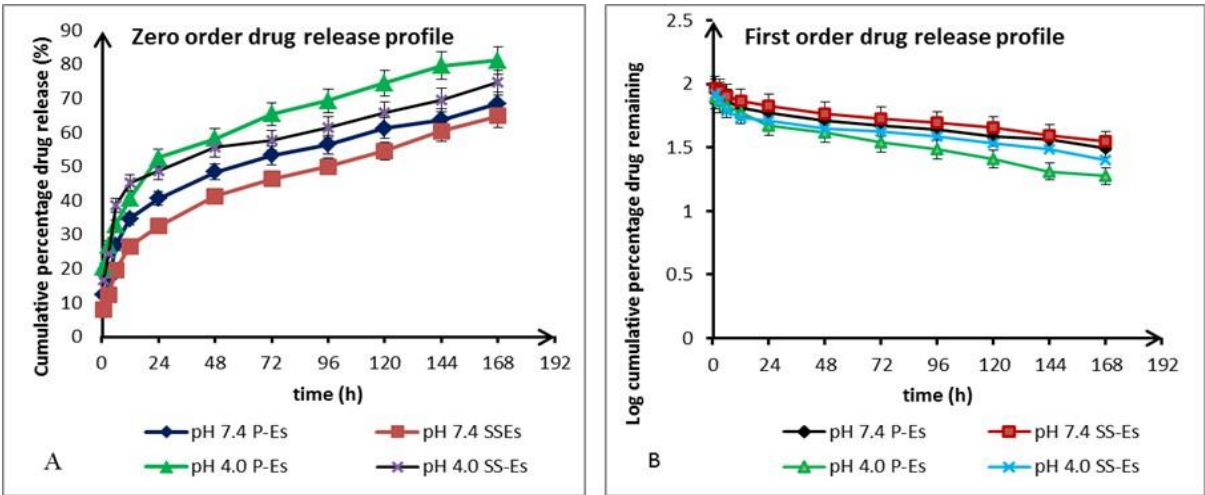 Zero order drug release profile
Cumulative percentage drug release (%)
90
80
70
60
50
40
30
20
10
0
0 24 48 72 96 120 144 168 192
time (h)
pH 7.4 P-Es pH 7.4 SSEs
pH 4.0 P-Es pH 4.0 SS-Es
A
First order drug release profile
Log cumulative percentage drug remaining
2.5
2
1.5
1
0.5
0
0 24 48 72 96 120 144 168 192
time (h)
pH 7.4 P-Es pH 7.4 SS-Es
pH 4.0 P-Es pH 4.0 SS-Es
B